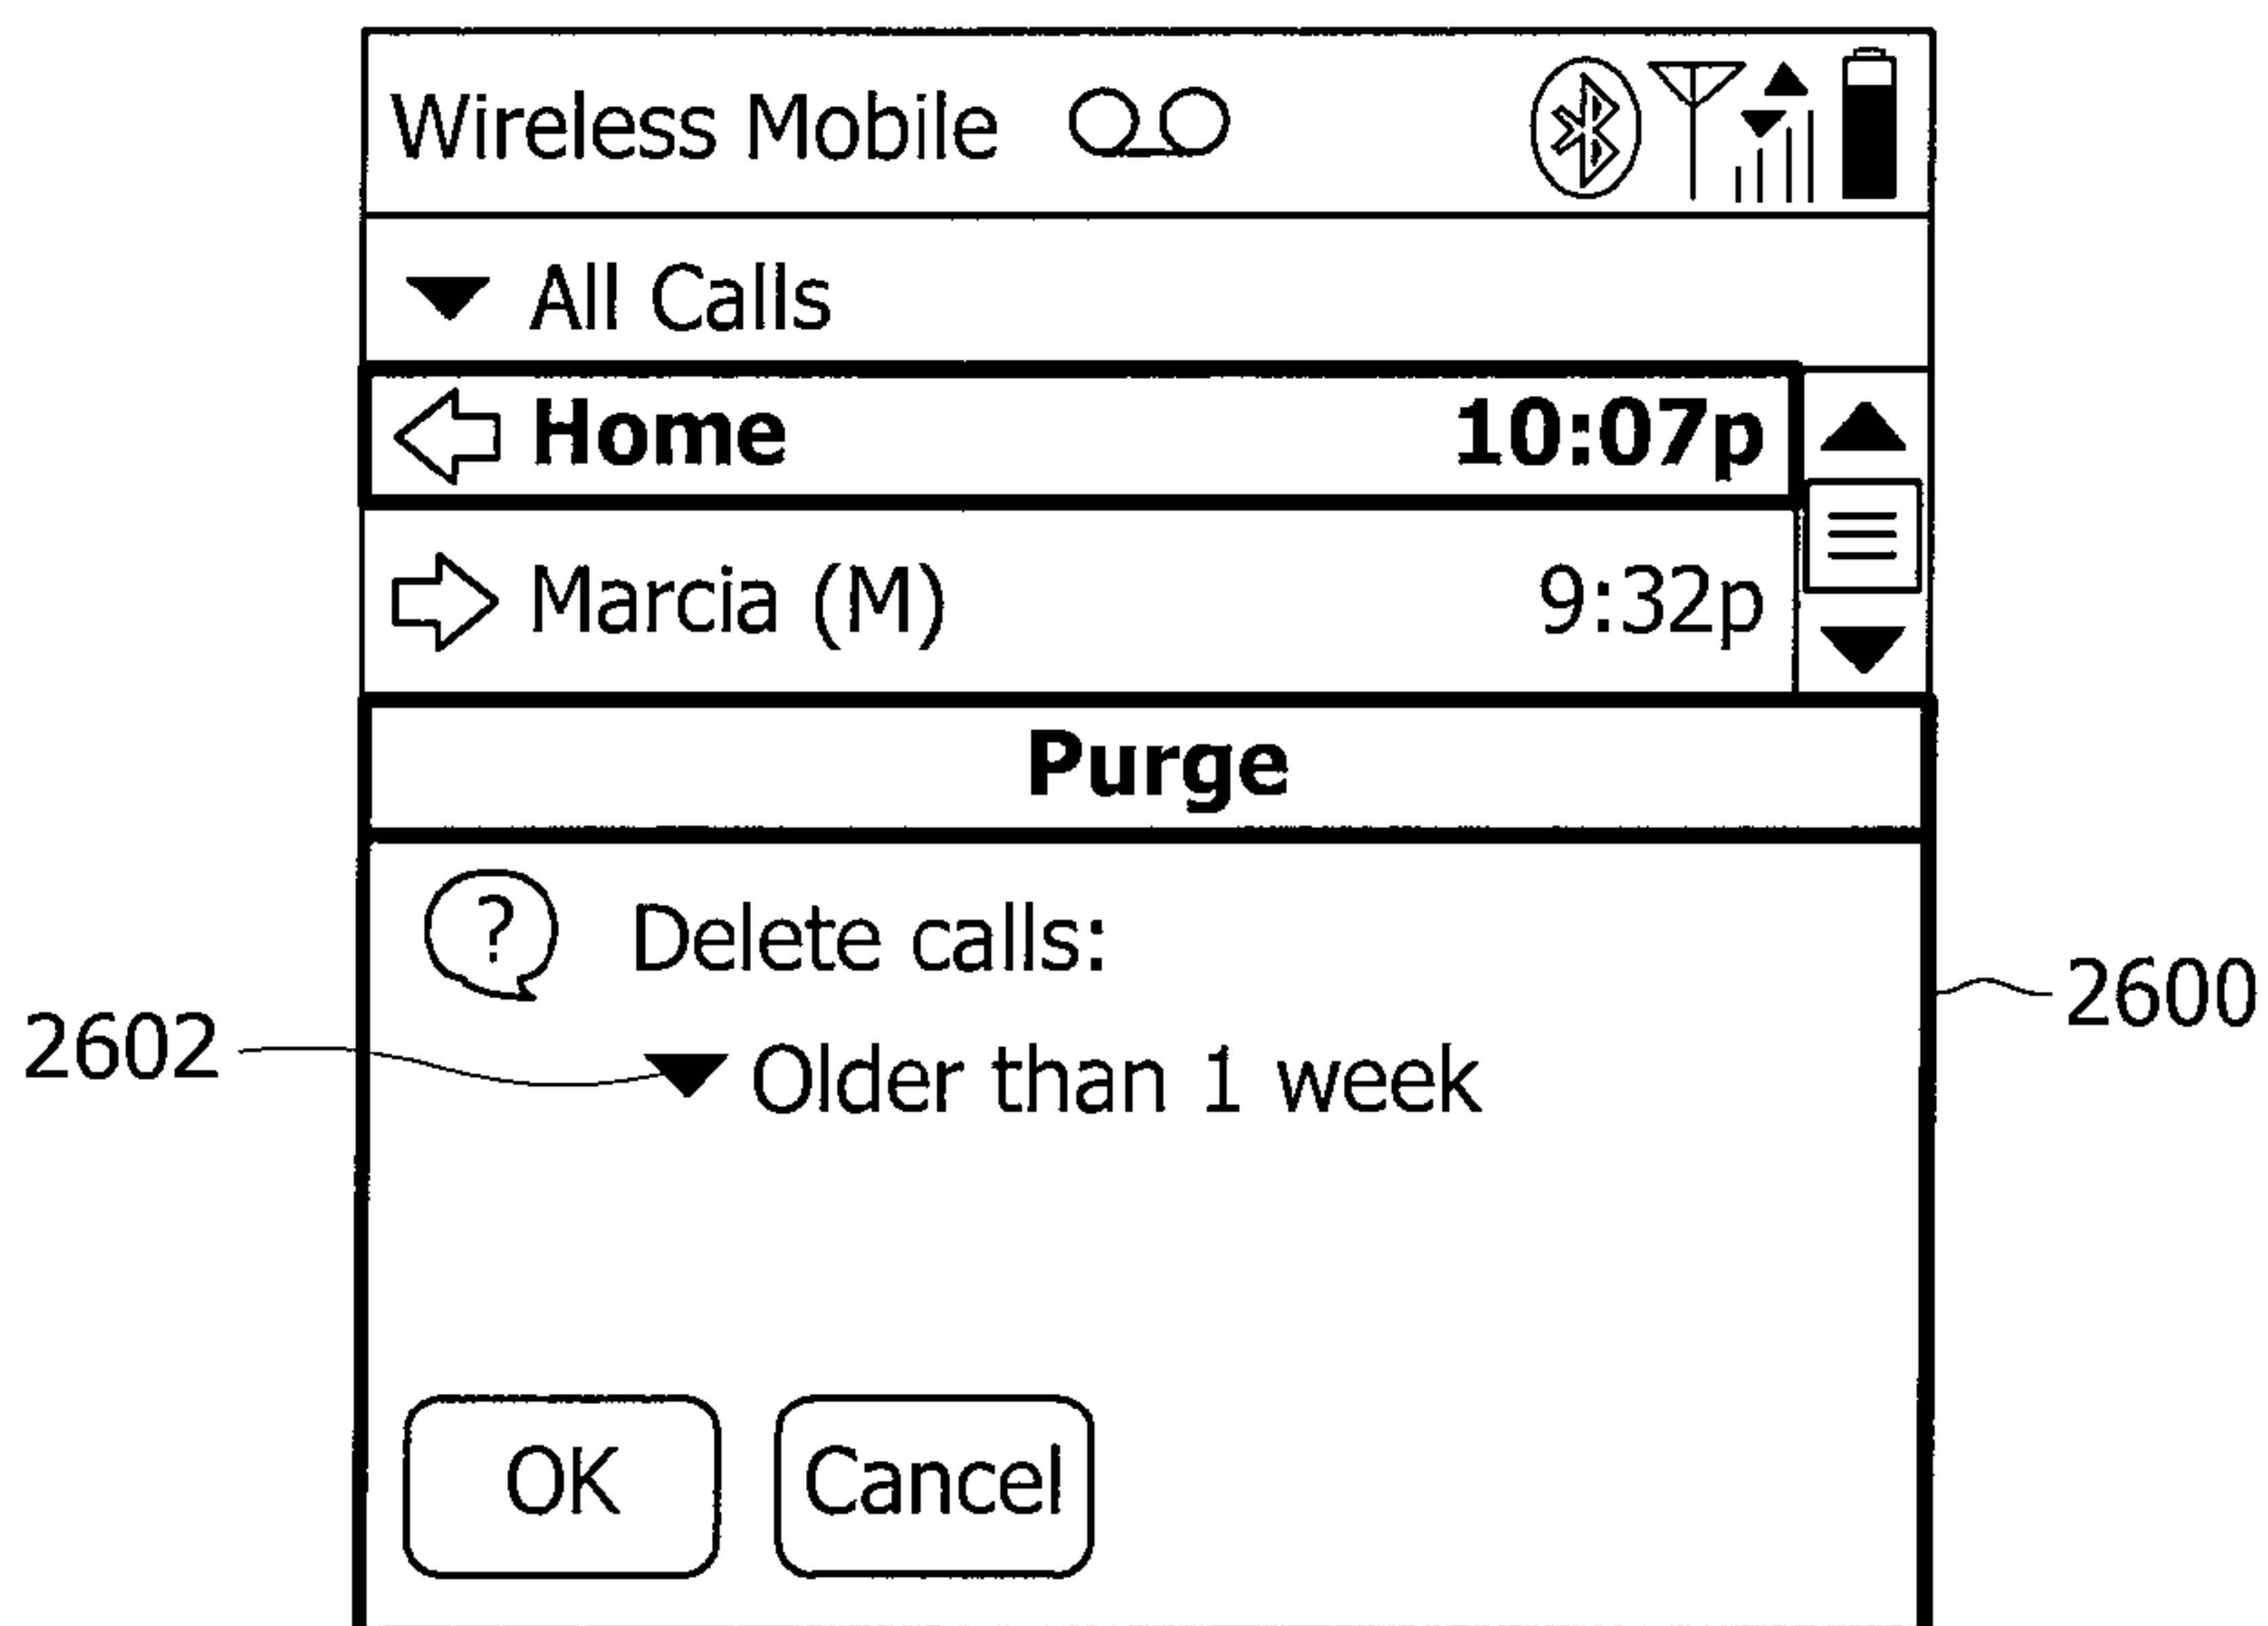 Wireless Mobile
All Calls
Home 10:07p
Marcia (M) 9:32p
Purge
? Delete calls:
2600
2602 Older than 1 week
OK Cancel